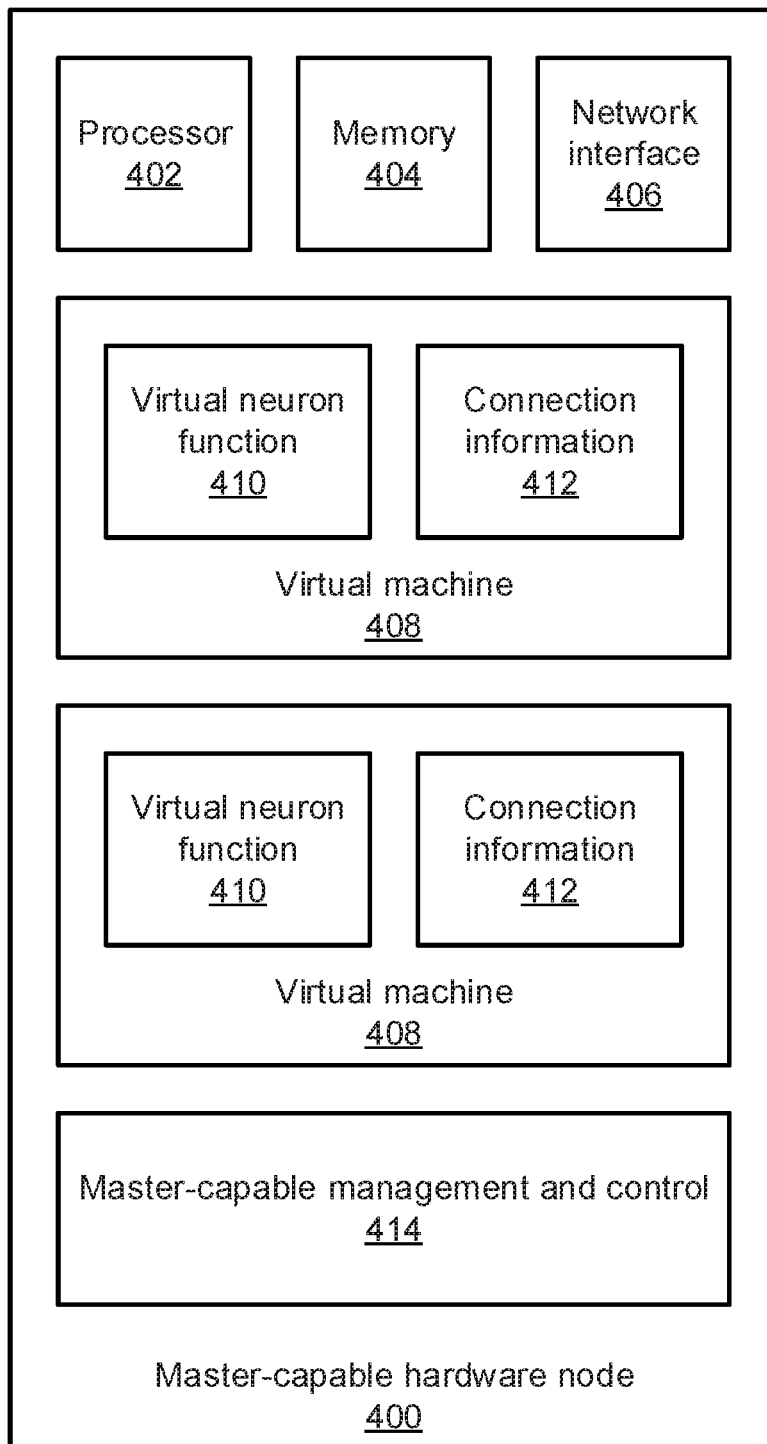 Processor
402
Memory
404
Network
interface
406
Virtual neuron
function
410
Connection
information
412
Virtual machine
408
Virtual neuron
function
410
Connection
information
412
Virtual machine
408
Master-capable management and control
414
Master-capable hardware node
400